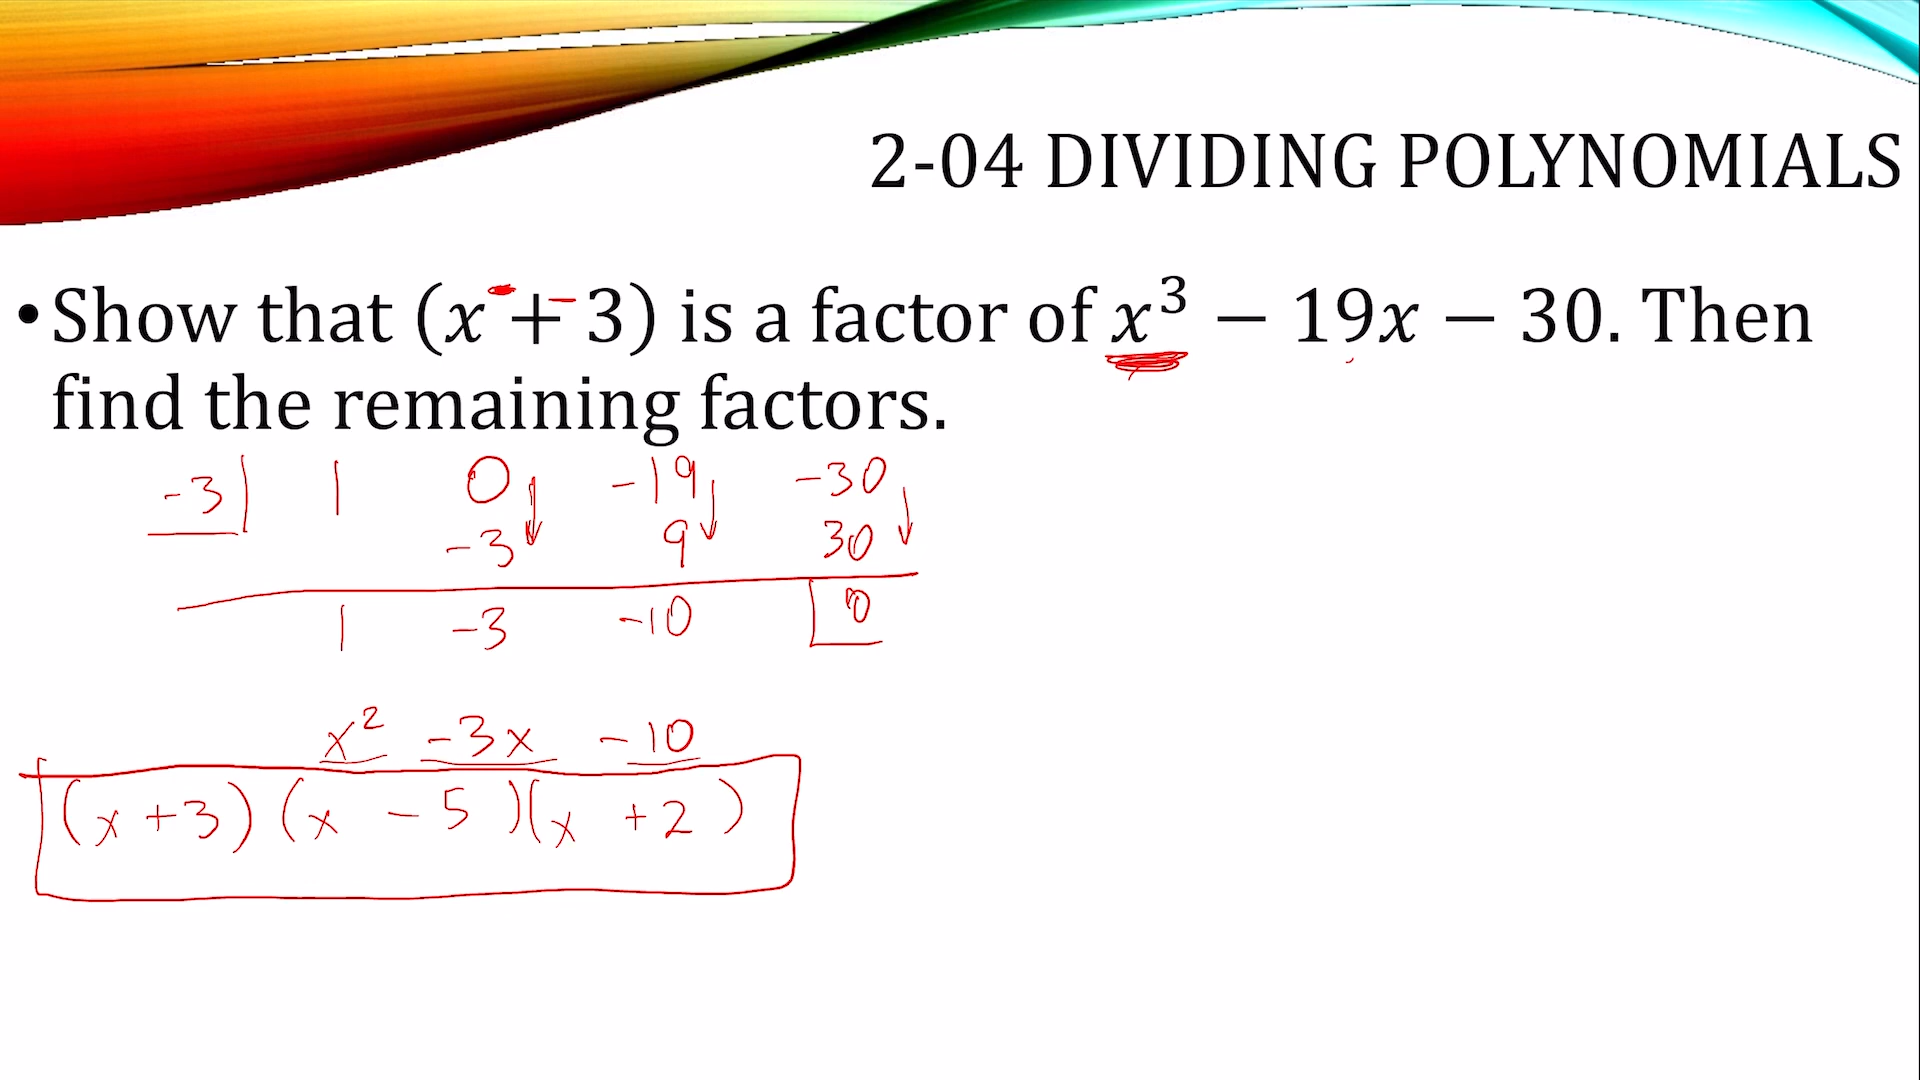 2-04 DIVIDING POLYNOMIALS
•Show that (x + 3) is a factor of x³ − 19x − 30. Then
find the remaining factors.
-3 1 0 -19 -30
-3 9 30
1 -3 -10 0
x² -3x -10
(x +3) (x - 5)(x +2)